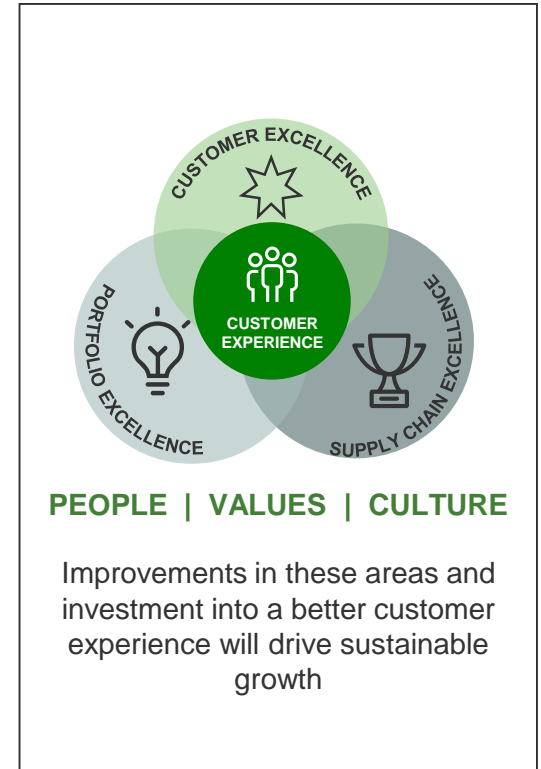 CUSTOMER EXCELLENCE
PORTFOLIO EXCELLENCE
CUSTOMER
EXPERIENCE
SUPPLY CHAIN EXCELLENCE
PEOPLE | VALUES | CULTURE
Improvements in these areas and
investment into a better customer
experience will drive sustainable
growth